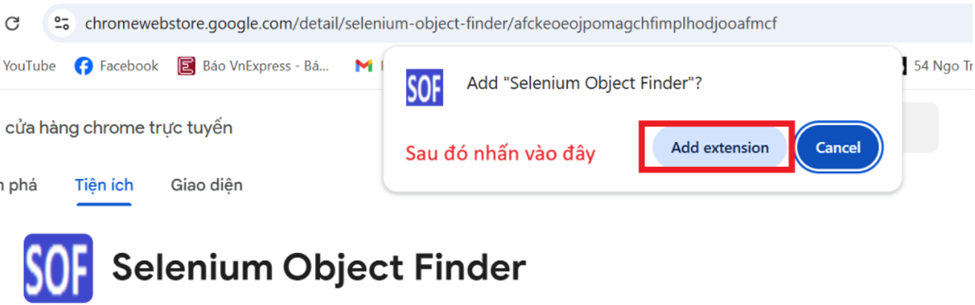 chromewebstore.google.com/detail/selenium-object-finder/afckeoeojpomagchfimplhodjooafmcf
YouTube Facebook Báo VnExpress - Bá... 54 Ngo Tr
SOF Add "Selenium Object Finder"?
cửa hàng chrome trực tuyến
Sau đó nhấn vào đây Add extension Cancel
n phá Tiện ích Giao diện
SOF Selenium Object Finder